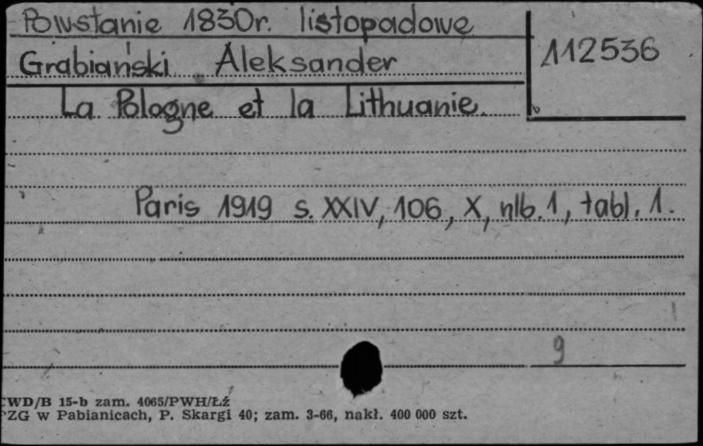 Powstanie 1830r. listopadowe
Grabiański Aleksander
112536
La Pologne et la Lithuanie.
Paris 1919 s. XXIV, 106, X, nlb. 1, tabl. 1.
9
CWD/B 15-b zam. 4065/PWH/Łź
PZG w Pabianicach, P. Skargi 40; zam. 3-66, nakł. 400 000 szt.